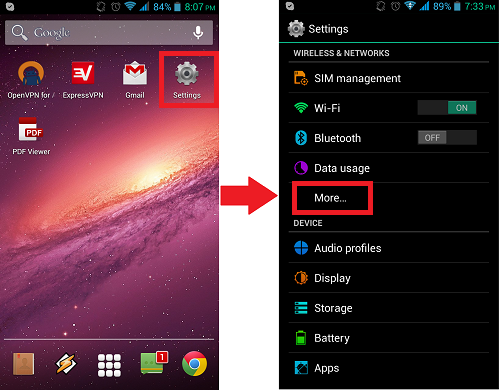 84% 8:07 PM
Google
OpenVPN for A
ExpressVPN
Gmail
Settings
PDF
PDF Viewer
1
89% 7:33 PM
Settings
WIRELESS & NETWORKS
SIM management
Wi-Fi ON
Bluetooth OFF
Data usage
More...
DEVICE
Audio profiles
Display
Storage
Battery
Apps